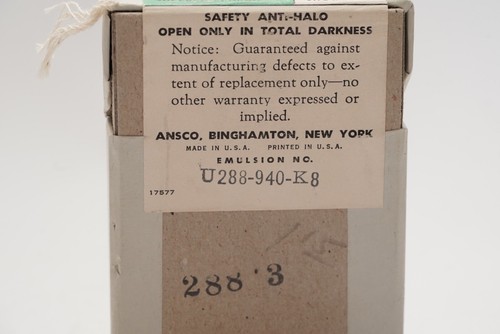 SAFETY ANTI-HALO
OPEN ONLY IN TOTAL DARKNESS
Notice: Guaranteed against
manufacturing defects to ex-
tent of replacement only—no
other warranty expressed or
implied.
ANSCO, BINGHAMTON, NEW YORK
MADE IN U.S.A. PRINTED IN U.S.A.
EMULSION NO.
U288-940-K8
17577
288·3